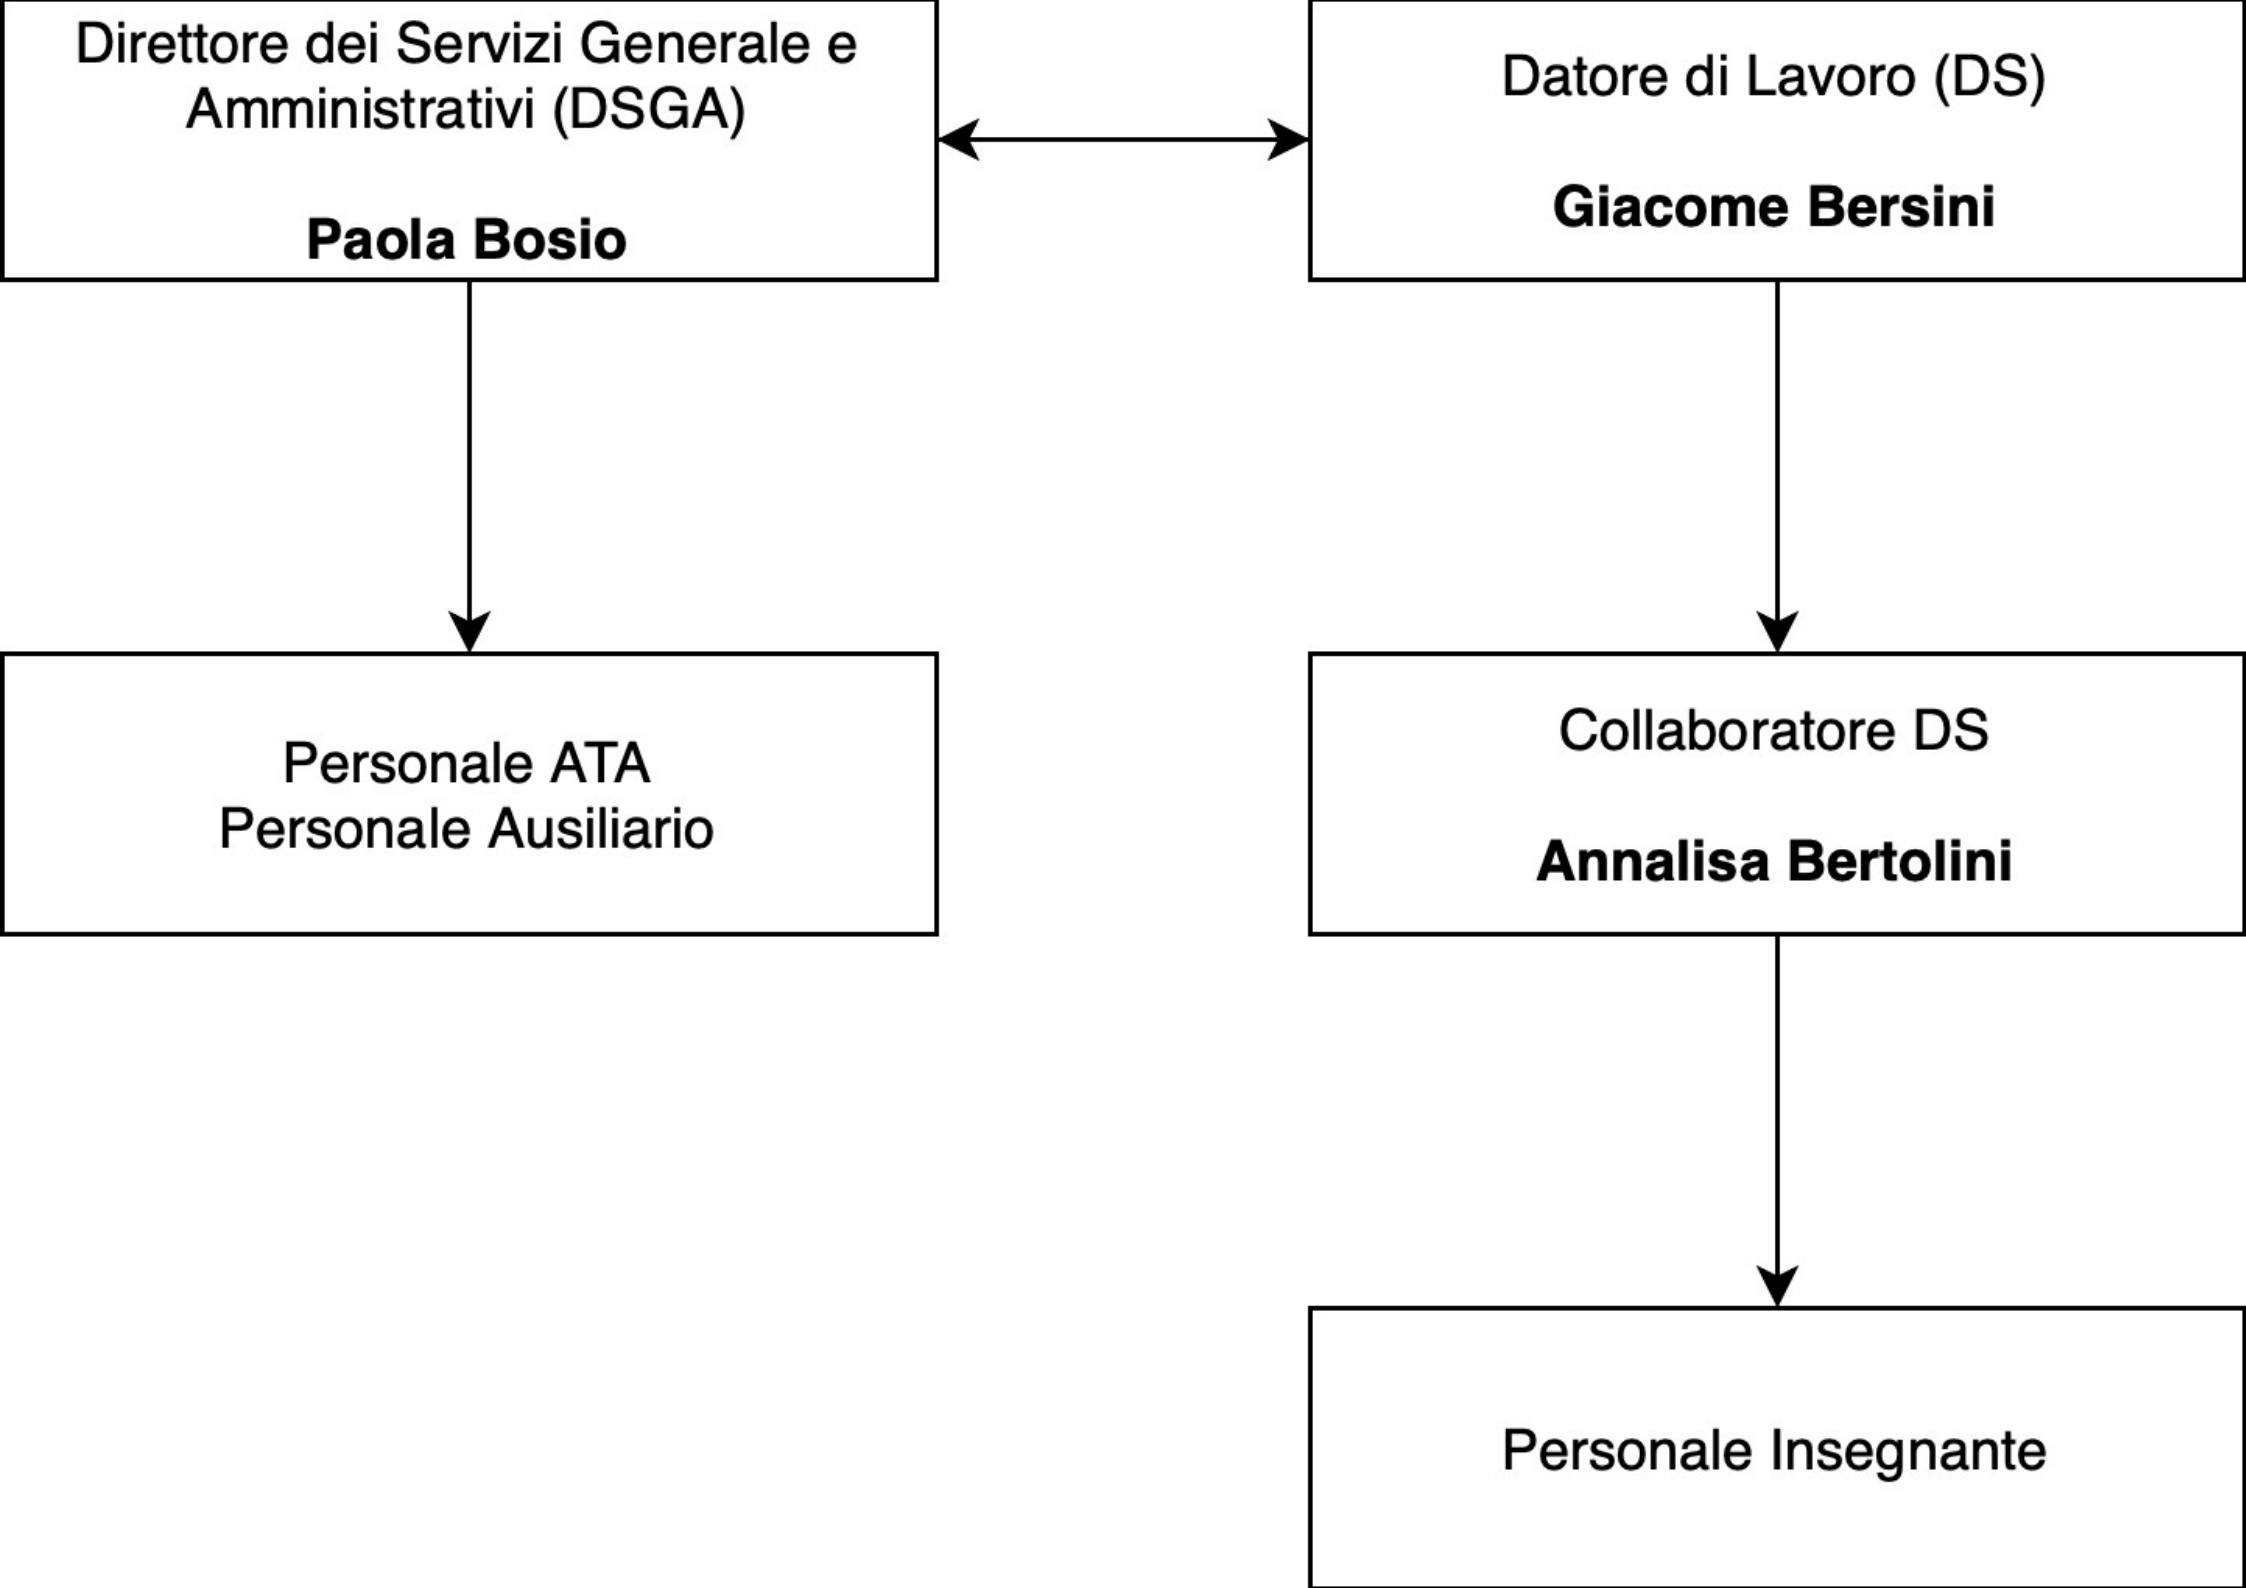 Direttore dei Servizi Generale e
Amministrativi (DSGA)
Paola Bosio
Datore di Lavoro (DS)
Giacome Bersini
Personale ATA
Personale Ausiliario
Collaboratore DS
Annalisa Bertolini
Personale Insegnante